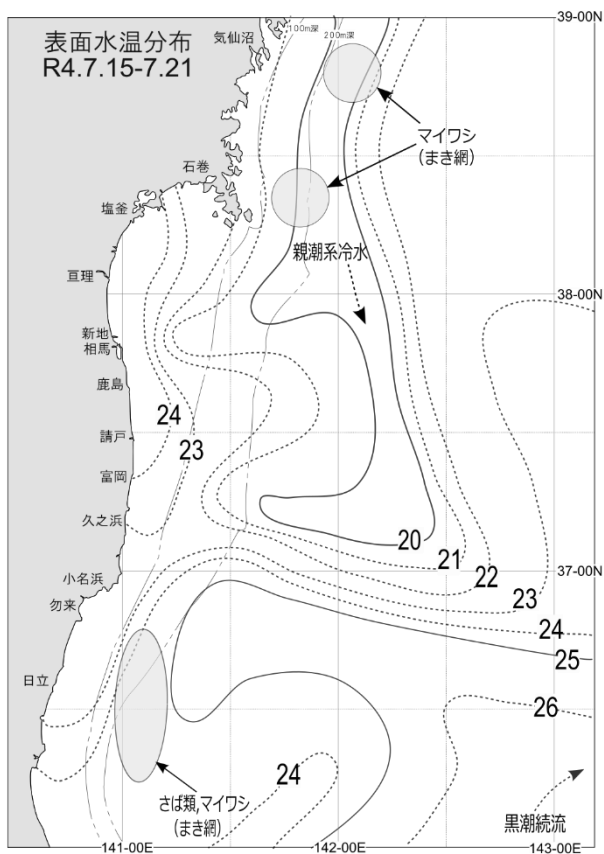 表面水温分布
R4.7.15-7.21
39-00N
気仙沼
100m深
200m深
マイワシ
(まき網)
石巻
塩釜
親潮系冷水
亘理
38-00N
新地
相馬
鹿島
24
請戸
23
富岡
久之浜
20
21
37-00N
小名浜
22
勿来
23
24
25
日立
26
24
さば類,マイワシ
(まき網)
黒潮続流
141-00E
142-00E
143-00E